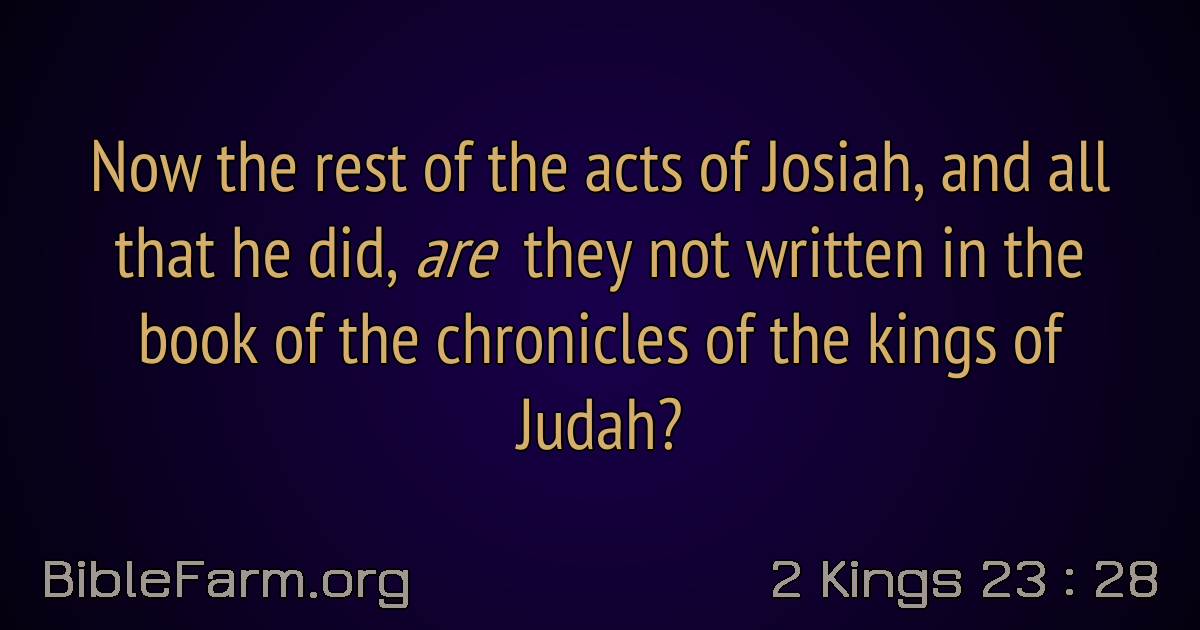 Now the rest of the acts of Josiah, and all
that he did, are they not written in the
book of the chronicles of the kings of
Judah?
BibleFarm.org
2 Kings 23 : 28